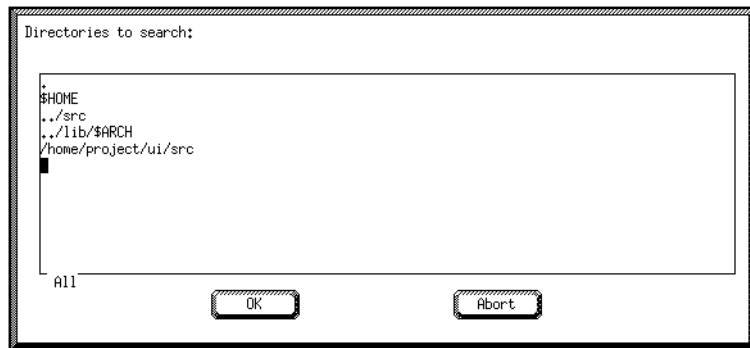 Directories to search:
.
$HOME
../src
../lib/$ARCH
/home/project/ui/src
All
OK
Abort